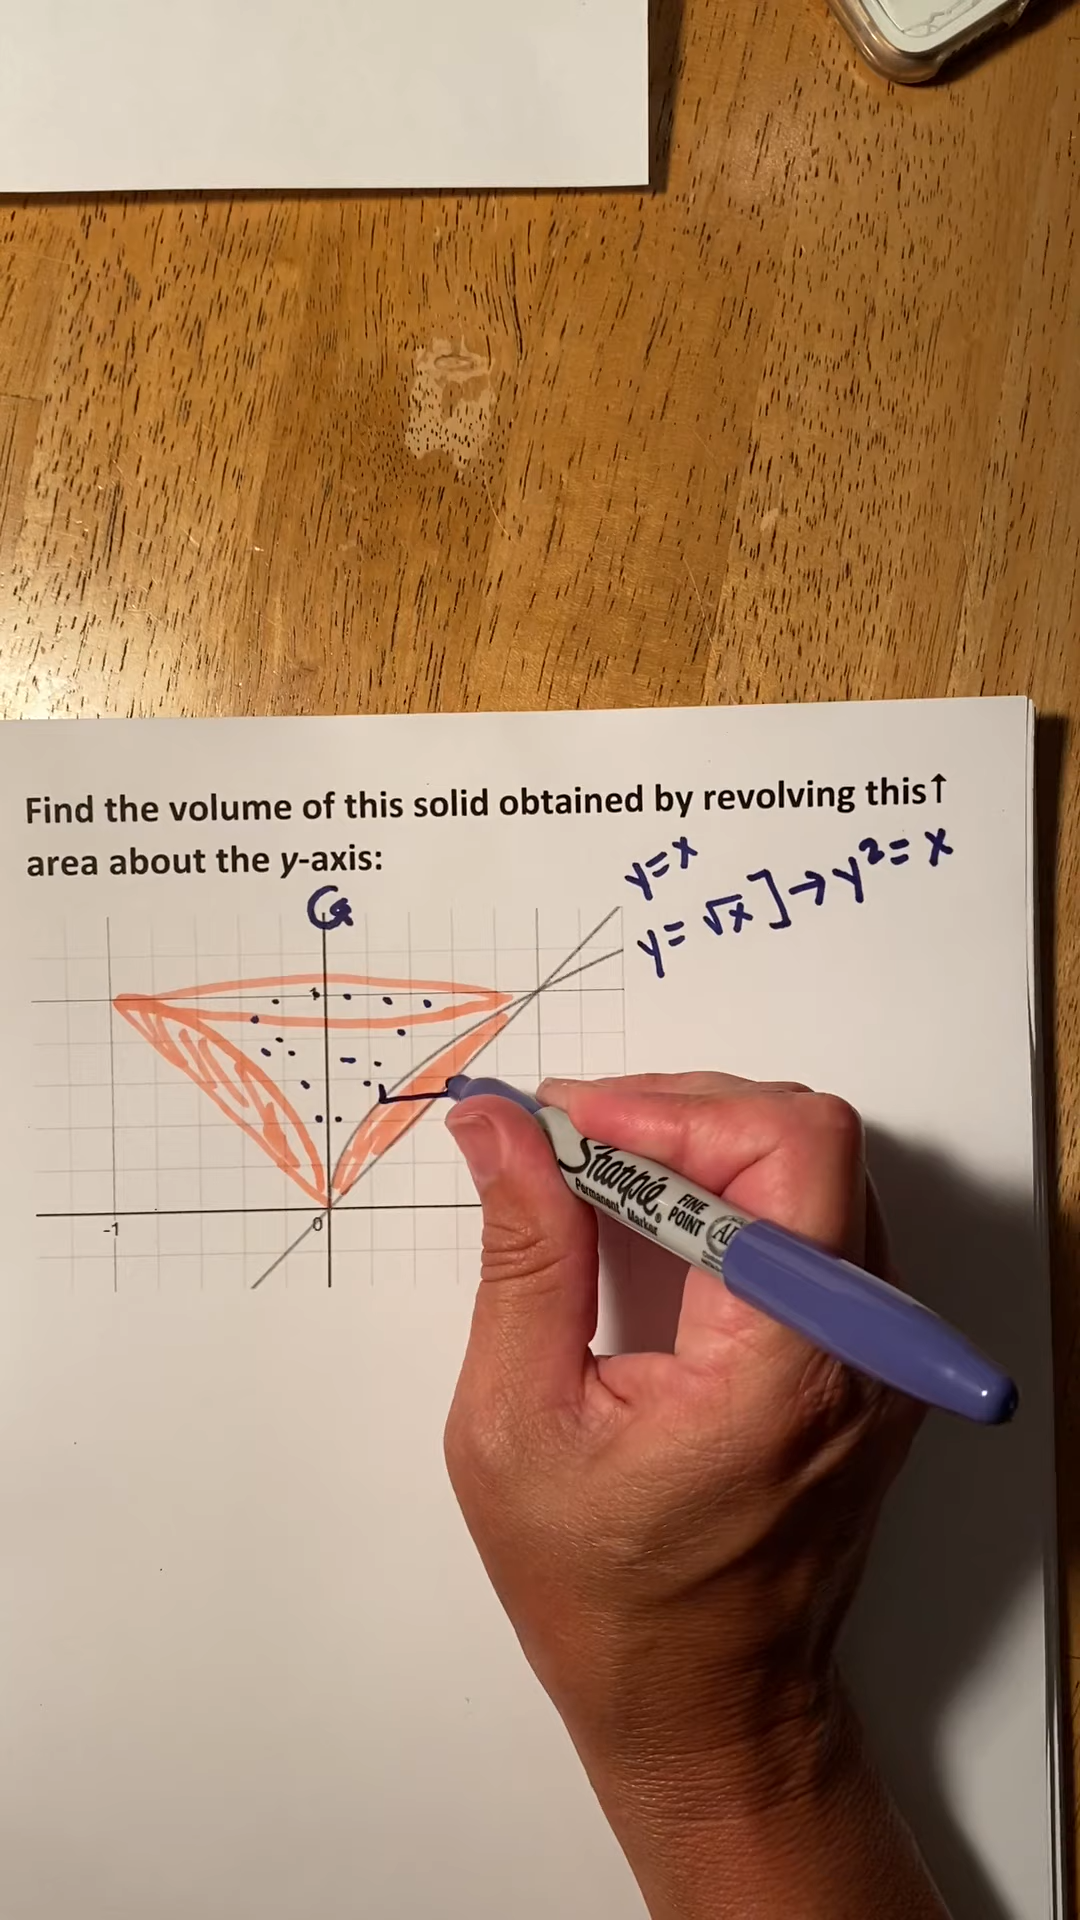 Find the volume of this solid obtained by revolving this↑
area about the y-axis:
y=x
y=√x]→y²=x
1
-1
0
Sharpie®
Permanent Marker
FINE
POINT